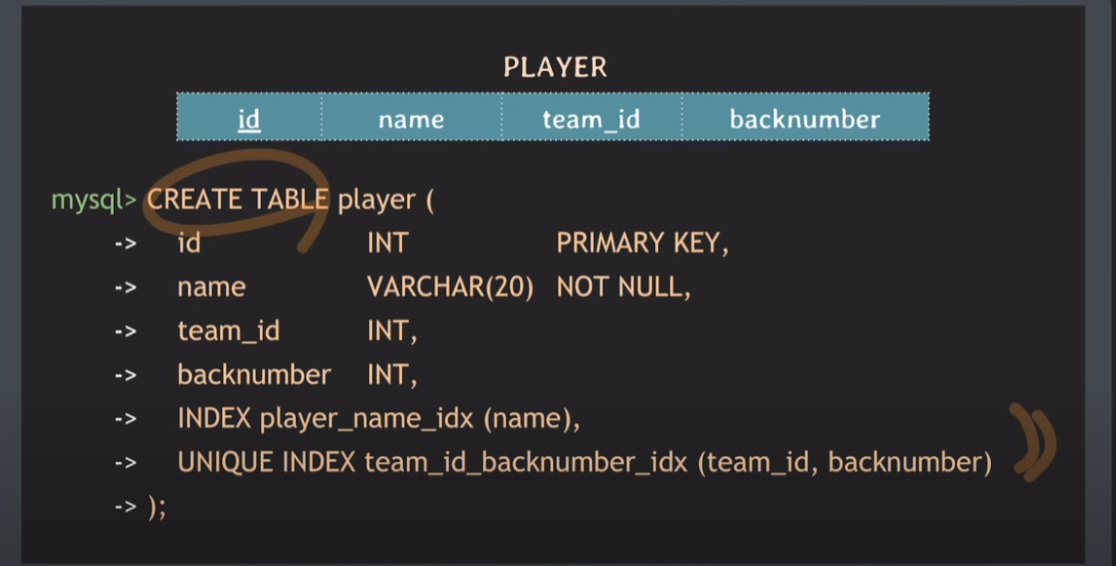 PLAYER
id name team_id backnumber
mysql> CREATE TABLE player (
-> id INT PRIMARY KEY,
-> name VARCHAR(20) NOT NULL,
-> team_id INT,
-> backnumber INT,
-> INDEX player_name_idx (name),
-> UNIQUE INDEX team_id_backnumber_idx (team_id, backnumber)
-> );